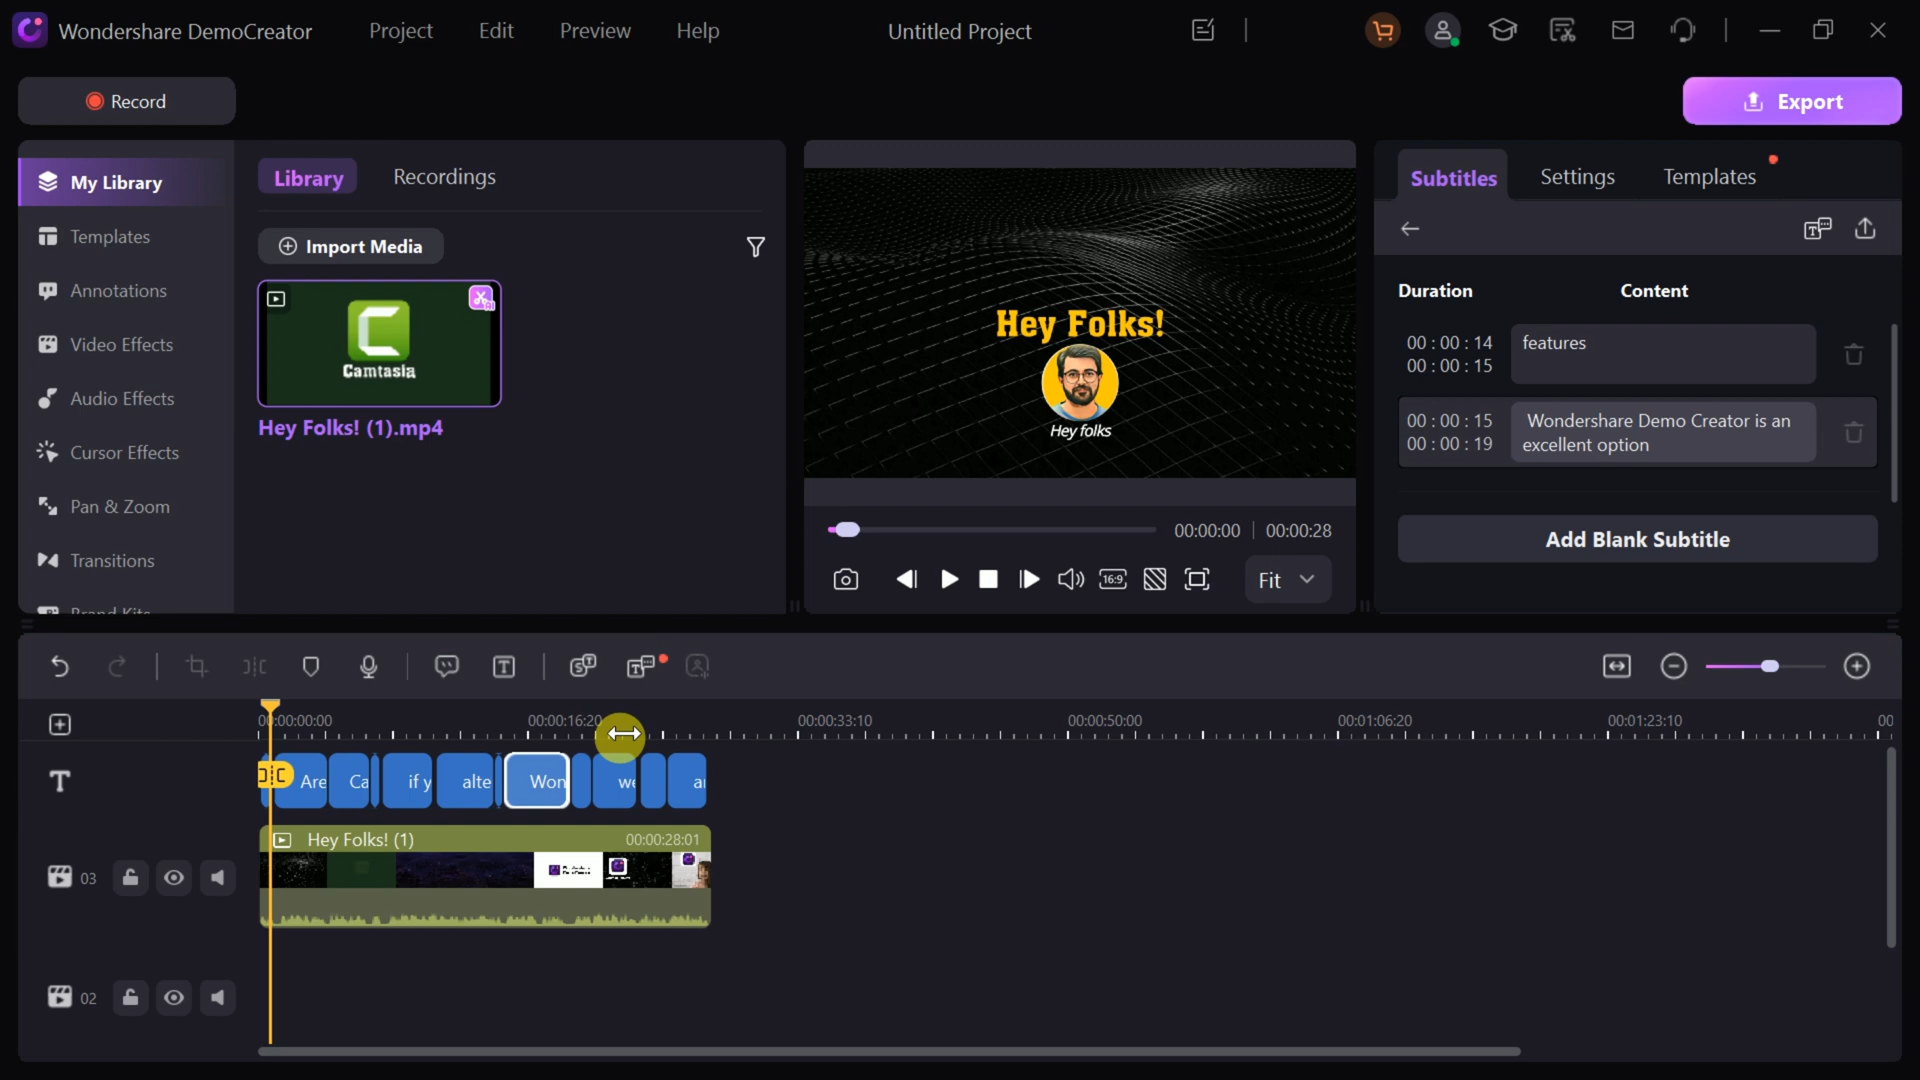 Wondershare DemoCreator Project Edit Preview Help Untitled Project
Record
Export
My Library
Templates
Annotations
Video Effects
Audio Effects
Cursor Effects
Pan & Zoom
Transitions
Library Recordings
Import Media
AI
Camtasia
Hey Folks! (1).mp4
Hey Folks!
Hey folks
00:00:00 | 00:00:28
16:9
Fit
Subtitles Settings Templates
Duration Content
00 : 00 : 14
00 : 00 : 15
features
00 : 00 : 15
00 : 00 : 19
Wondershare Demo Creator is an
excellent option
Add Blank Subtitle
00:00:00:00 00:00:16:20 00:00:33:10 00:00:50:00 00:01:06:20 00:01:23:10 00
T Are Ca if y alte Won we
Hey Folks! (1) 00:00:28:01
03
02